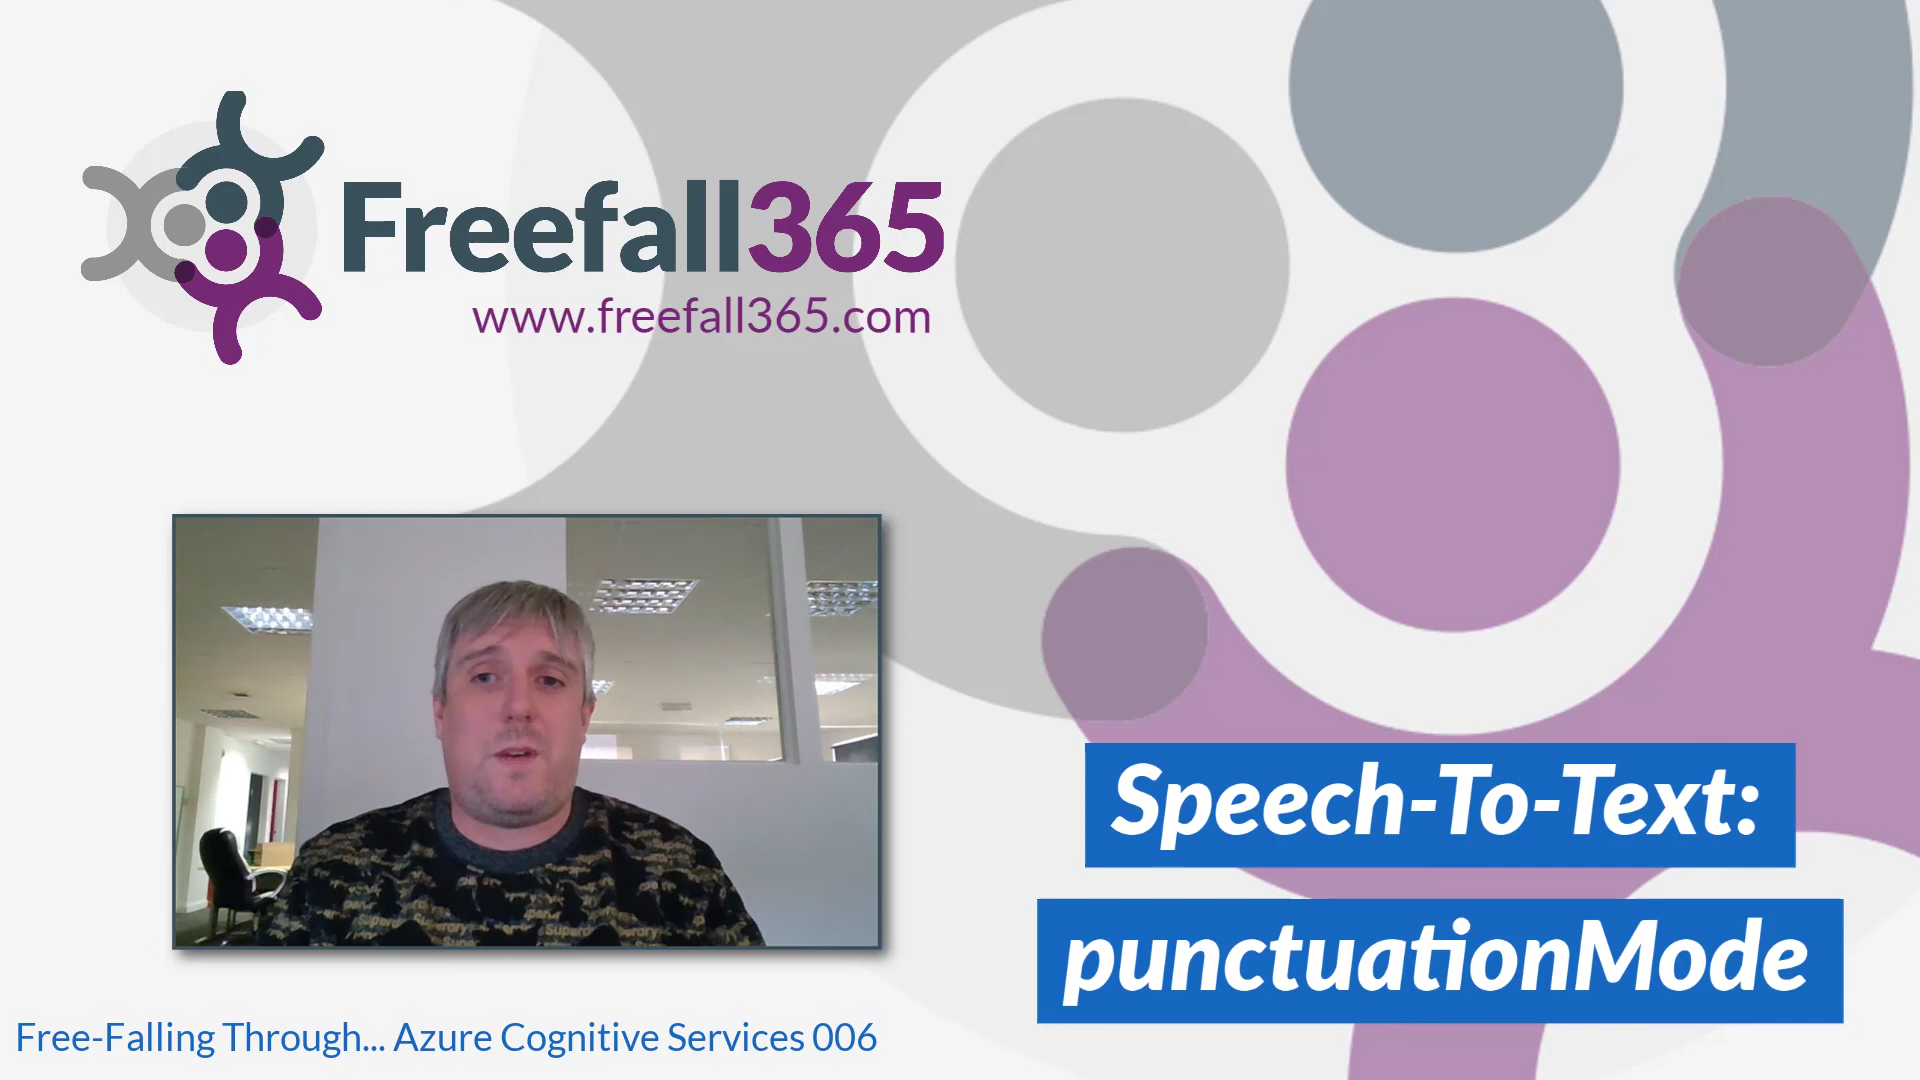 Freefall365
www.freefall365.com
Speech-To-Text:
punctuationMode
Free-Falling Through... Azure Cognitive Services 006